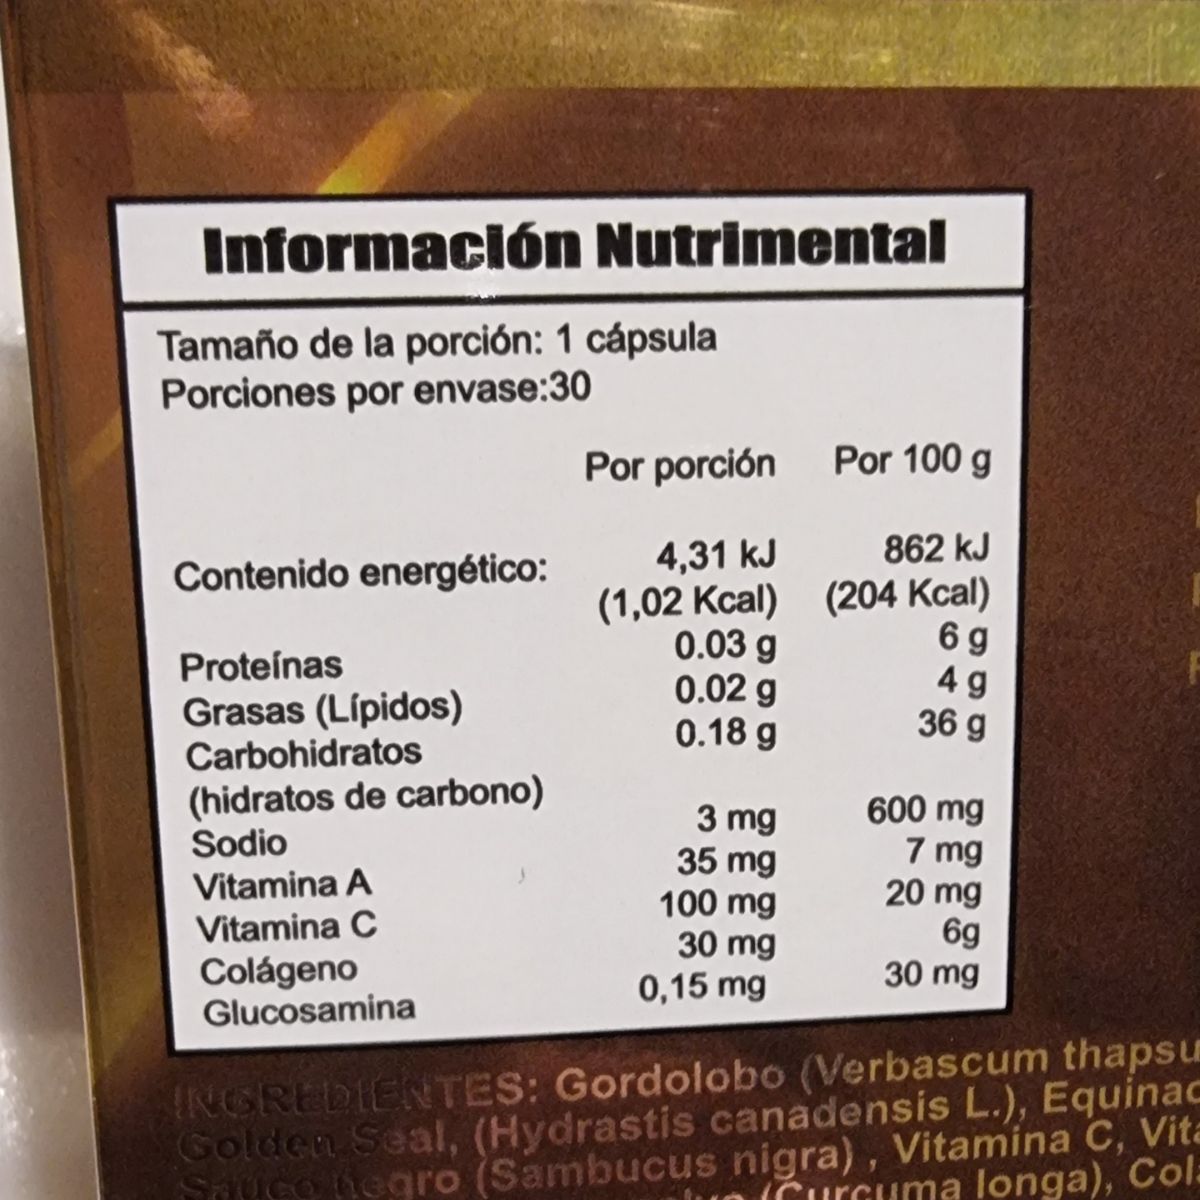 Información Nutrimental
Tamaño de la porción: 1 cápsula
Porciones por envase:30
Por porción Por 100 g
Contenido energético: 4,31 kJ 862 kJ
(1,02 Kcal) (204 Kcal)
Proteínas 0.03 g 6 g
Grasas (Lípidos) 0.02 g 4 g
Carbohidratos 0.18 g 36 g
(hidratos de carbono)
Sodio 3 mg 600 mg
Vitamina A 35 mg 7 mg
Vitamina C 100 mg 20 mg
Colágeno 30 mg 6g
Glucosamina 0,15 mg 30 mg
INGREDIENTES: Gordolobo (Verbascum thapsu
Golden Seal, (Hydrastis canadensis L.), Equinac
Sauco negro (Sambucus nigra) , Vitamina C, Vita
(Curcuma longa), Col